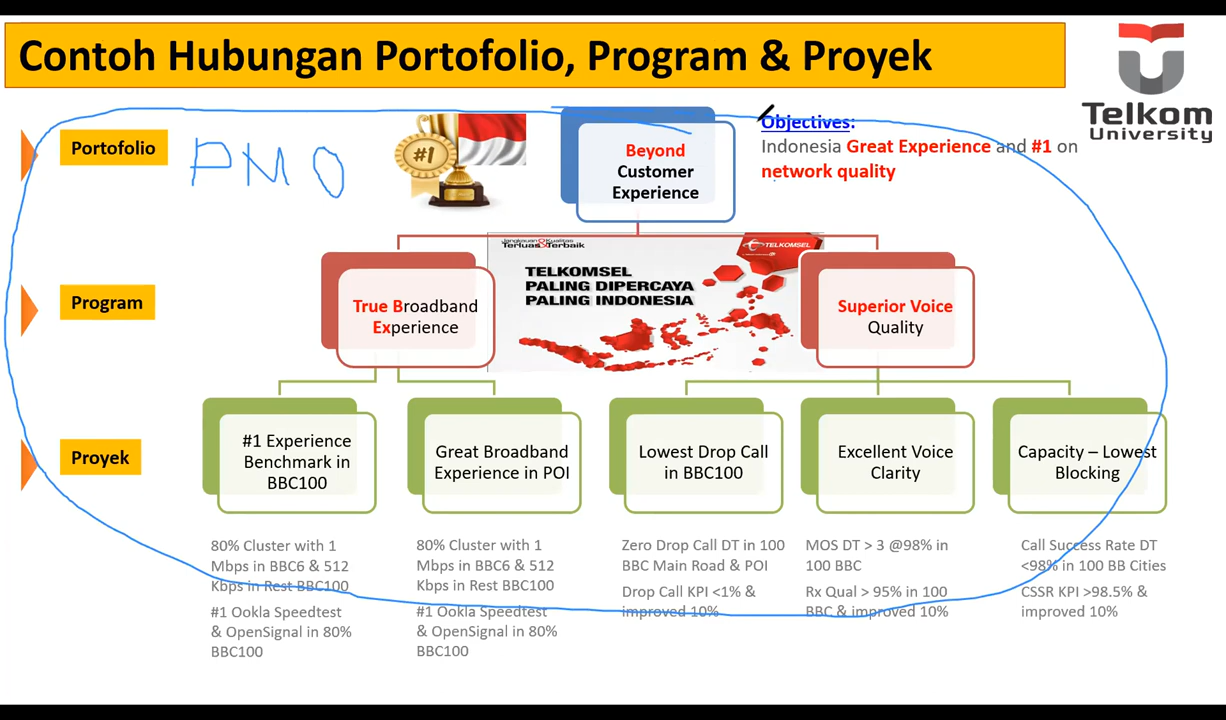 Contoh Hubungan Portofolio, Program & Proyek
Telkom
University
Portofolio
PMO
#1
Beyond
Customer
Experience
Objectives:
Indonesia Great Experience and #1 on
network quality
Program
True Broadband
Experience
Jangkauan&Kualitas
Terluas&Terbaik
TELKOMSEL
TELKOMSEL
PALING DIPERCAYA
PALING INDONESIA
Superior Voice
Quality
Proyek
#1 Experience
Benchmark in
BBC100
Great Broadband
Experience in POI
Lowest Drop Call
in BBC100
Excellent Voice
Clarity
Capacity – Lowest
Blocking
80% Cluster with 1
Mbps in BBC6 & 512
Kbps in Rest BBC100
#1 Ookla Speedtest
& OpenSignal in 80%
BBC100
80% Cluster with 1
Mbps in BBC6 & 512
Kbps in Rest BBC100
#1 Ookla Speedtest
& OpenSignal in 80%
BBC100
Zero Drop Call DT in 100
BBC Main Road & POI
Drop Call KPI <1% &
improved 10%
MOS DT > 3 @98% in
100 BBC
Rx Qual > 95% in 100
BBC & improved 10%
Call Success Rate DT
<98% in 100 BB Cities
CSSR KPI >98.5% &
improved 10%